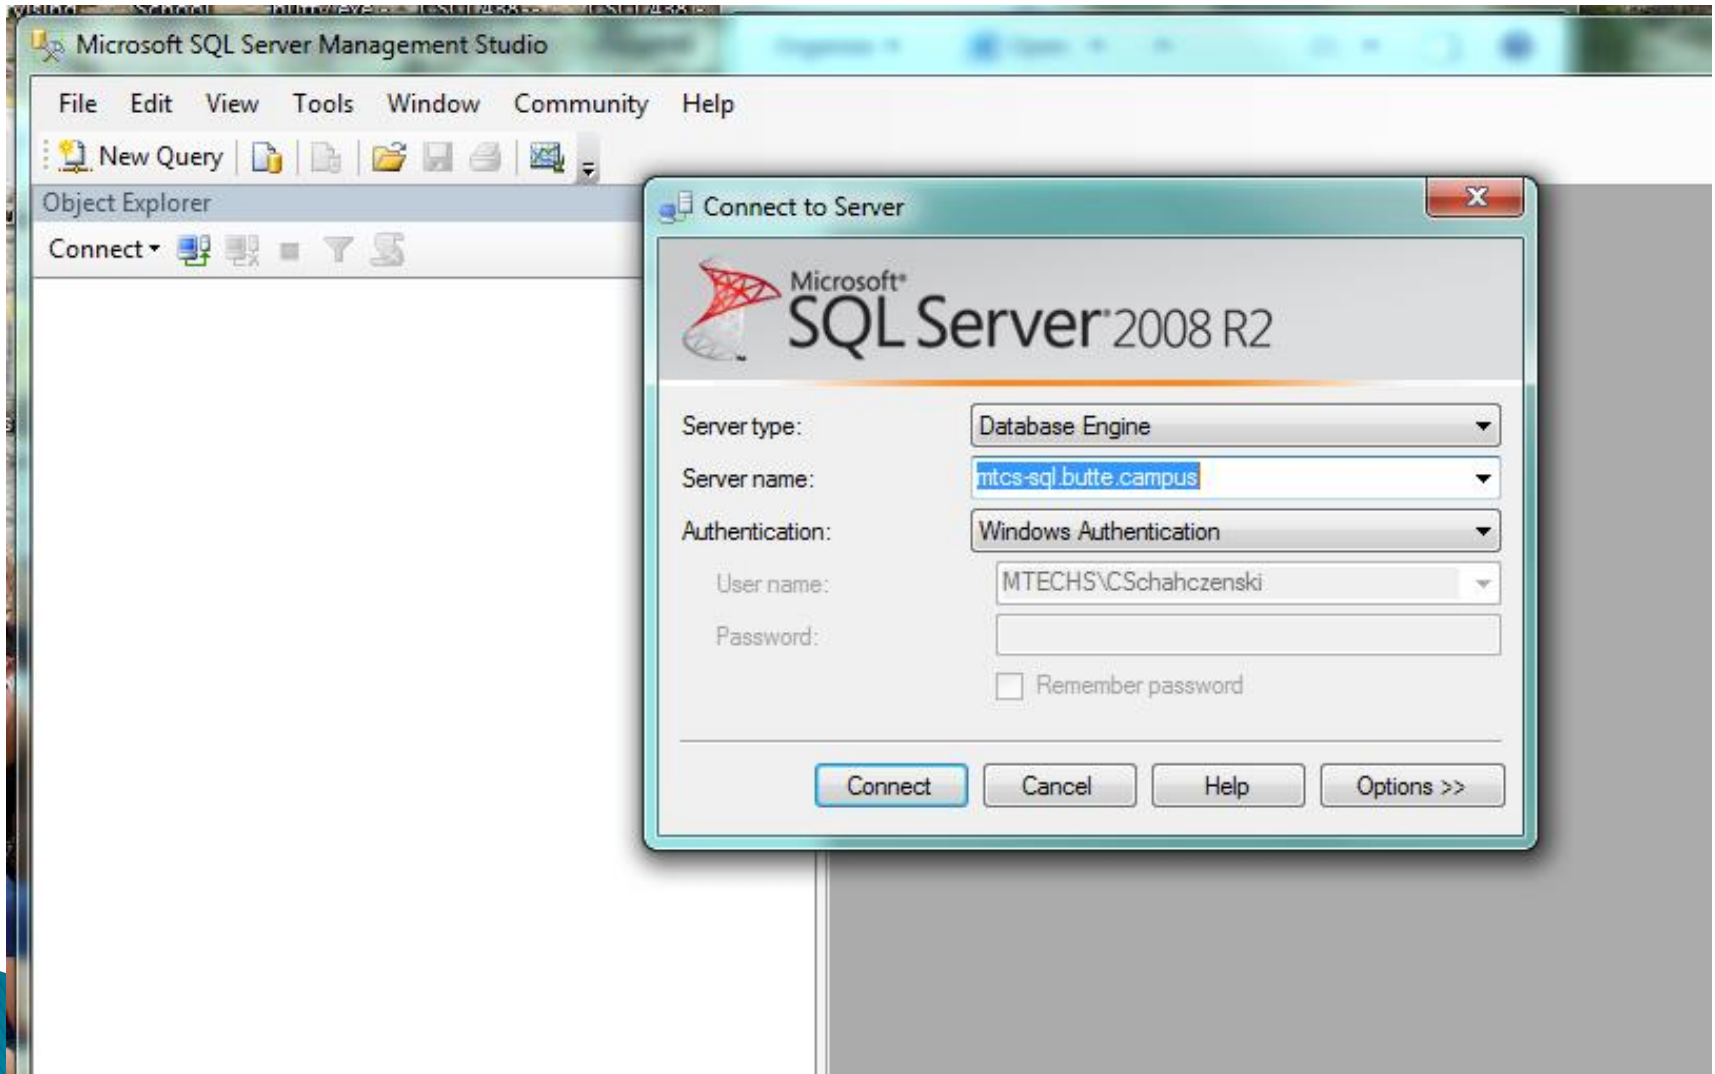 School
Microsoft SQL Server Management Studio
File Edit View Tools Window Community Help
New Query
Object Explorer
Connect
Connect to Server
Microsoft®
SQL Server® 2008 R2
Server type: Database Engine
Server name: mtcs-sql.butte.campus
Authentication: Windows Authentication
User name: MTECHS\CSchahczenski
Password:
Remember password
Connect Cancel Help Options >>